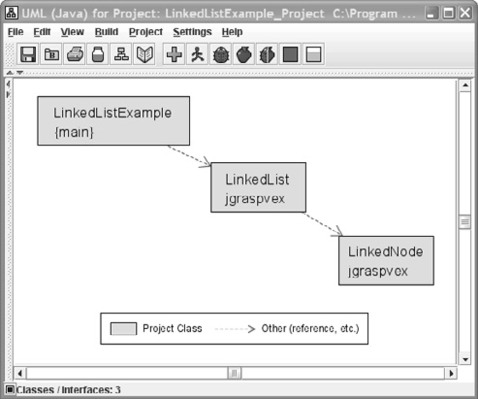 UML (Java) for Project: LinkedListExample_Project C:\Program ...
File Edit View Build Project Settings Help
LinkedListExample
{main}
LinkedList
jgraspvex
LinkedNode
jgraspvex
Project Class
Other (reference, etc.)
Classes / Interfaces: 3